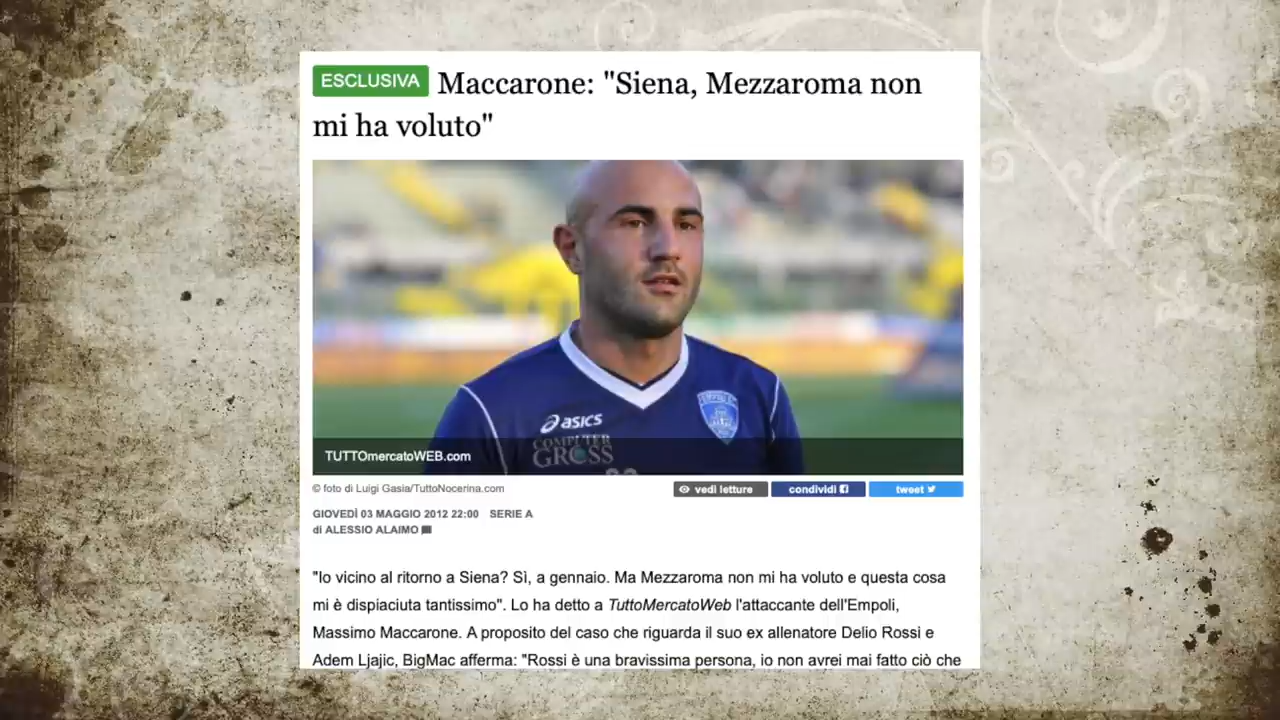 ESCLUSIVA Maccarone: "Siena, Mezzaroma non
mi ha voluto"
asics
COMPUTER
GROSS
TUTTOmercatoWEB.com
© foto di Luigi Gasia/TuttoNocerina.com
vedi letture
condividi
tweet
GIOVEDÌ 03 MAGGIO 2012 22:00 SERIE A
di ALESSIO ALAIMO
"Io vicino al ritorno a Siena? Sì, a gennaio. Ma Mezzaroma non mi ha voluto e questa cosa
mi è dispiaciuta tantissimo". Lo ha detto a TuttoMercatoWeb l'attaccante dell'Empoli,
Massimo Maccarone. A proposito del caso che riguarda il suo ex allenatore Delio Rossi e
Adem Ljajic, BigMac afferma: "Rossi è una bravissima persona, io non avrei mai fatto ciò che